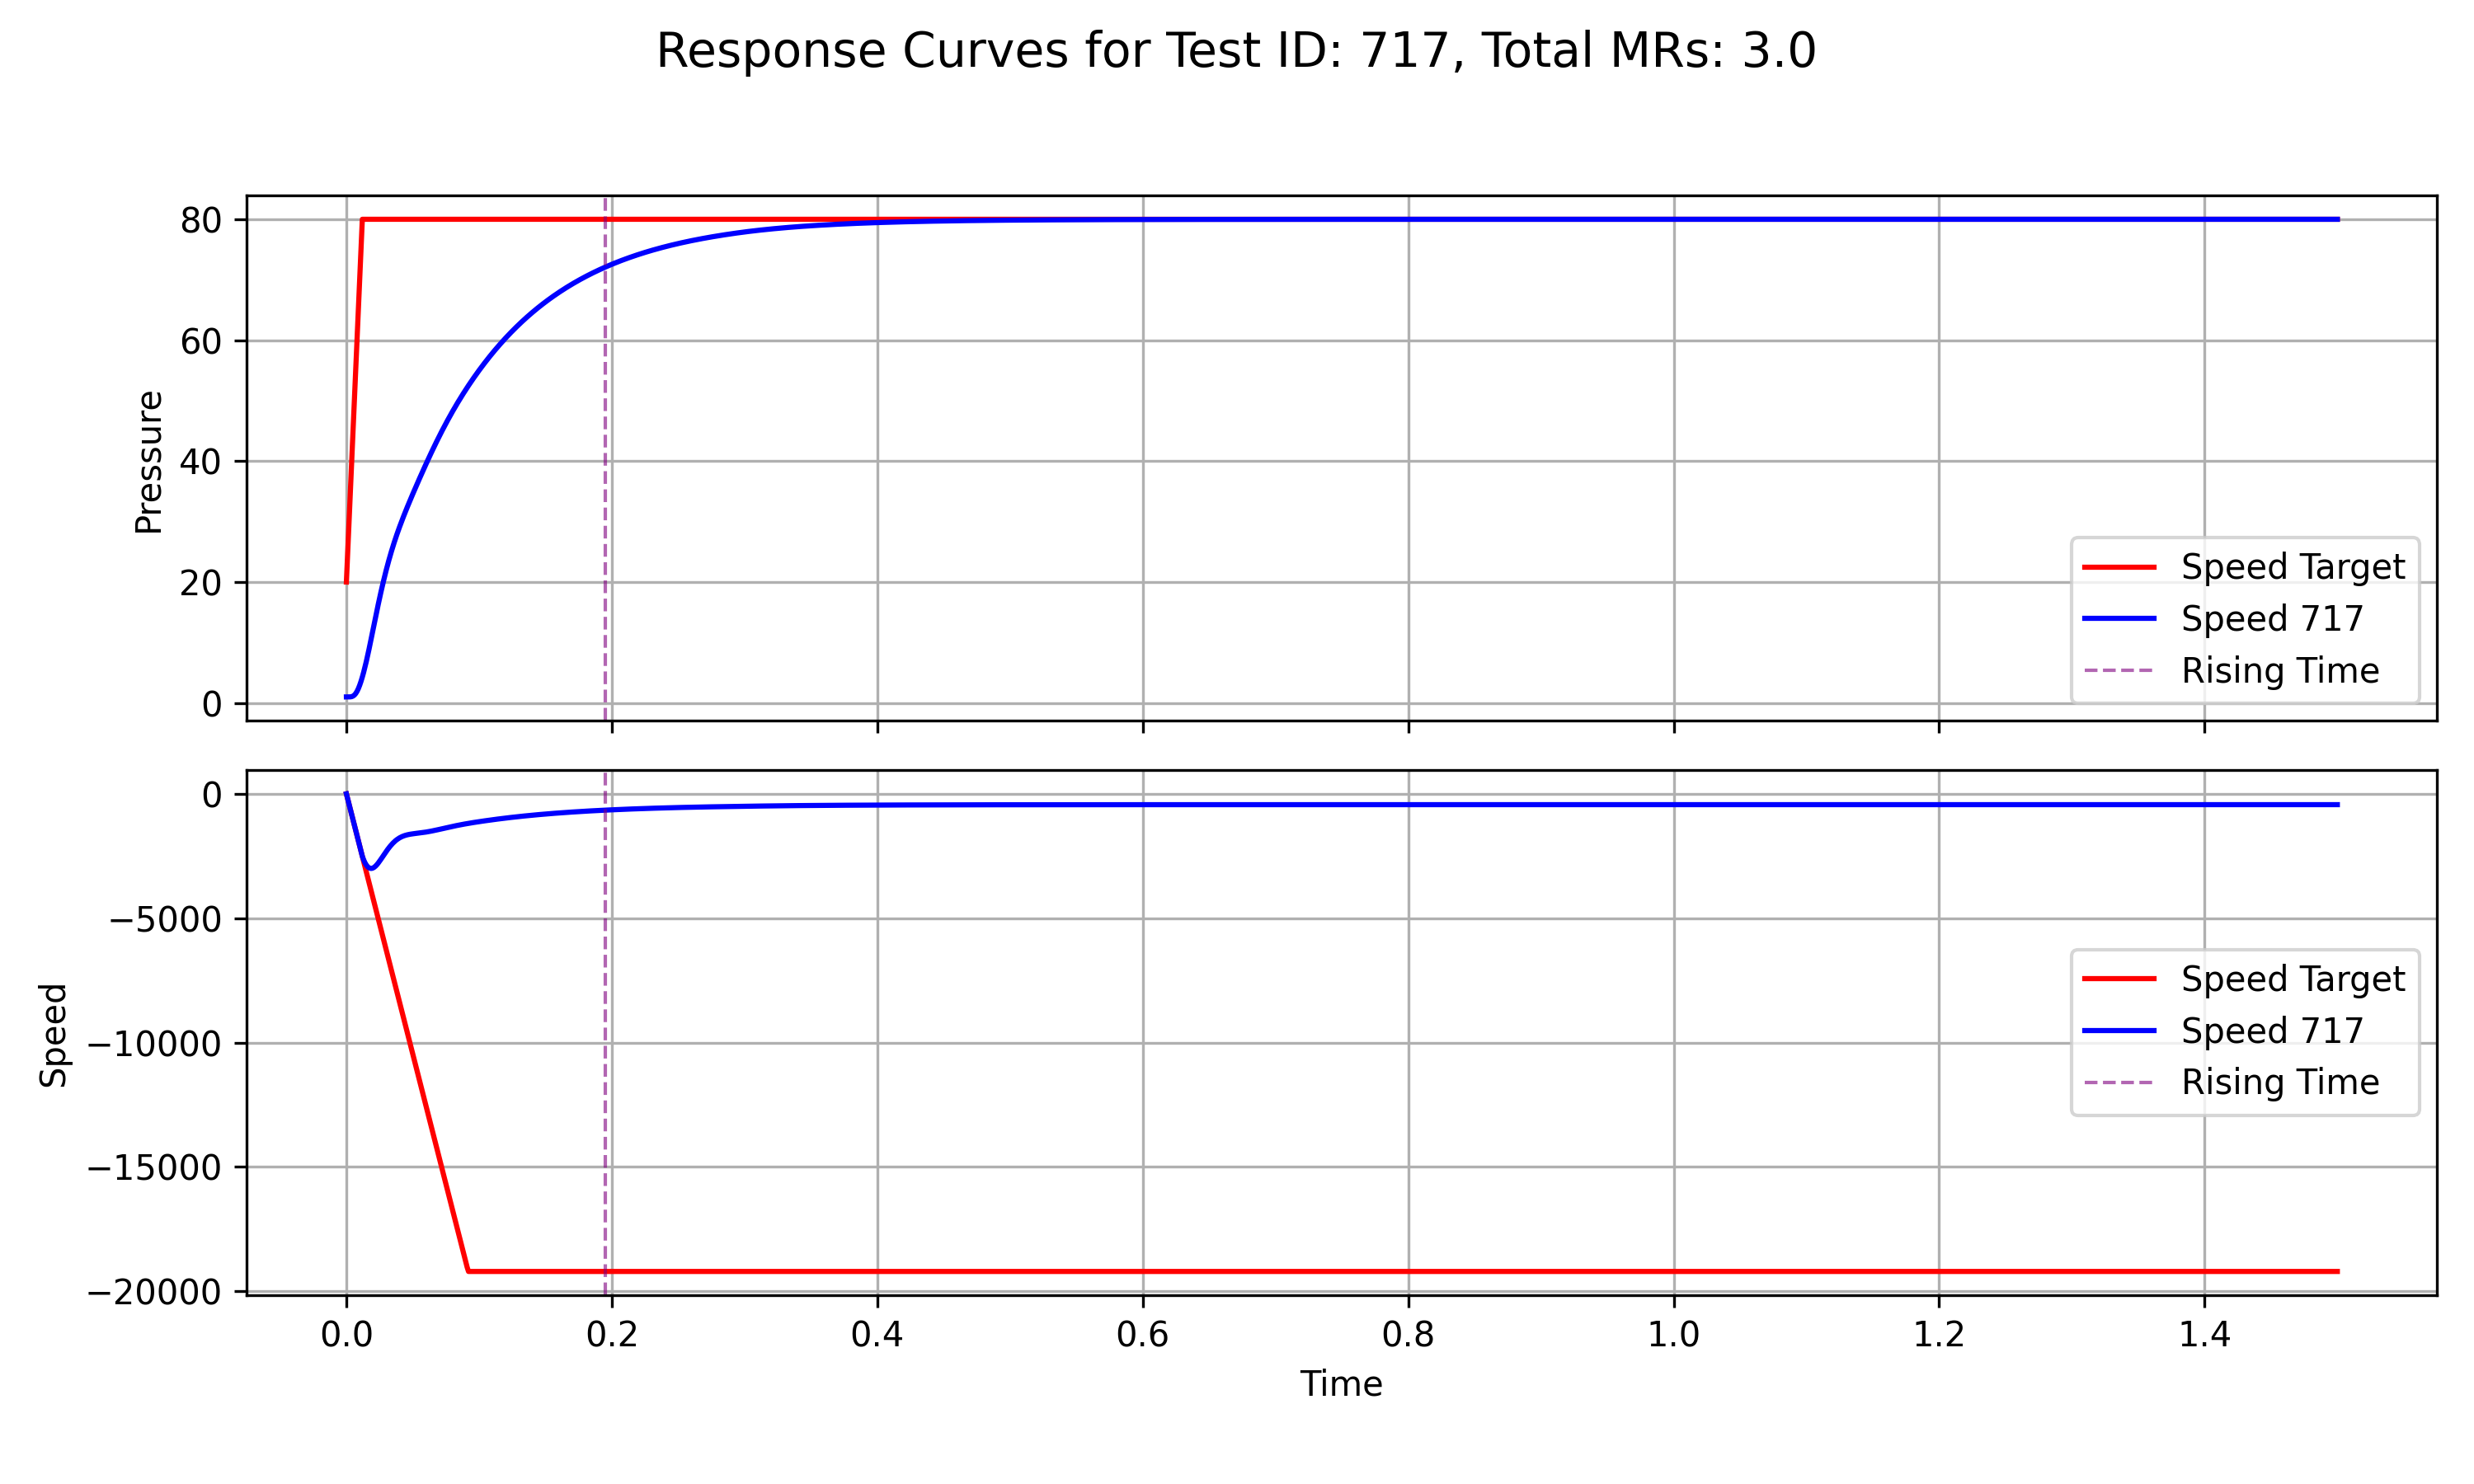 Response Curves for Test ID: 717, Total MRs: 3.0
80
60
40
20
0
Pressure
Speed Target
Speed 717
Rising Time
0
−5000
−10000
−15000
−20000
Speed
Speed Target
Speed 717
Rising Time
0.0 0.2 0.4 0.6 0.8 1.0 1.2 1.4
Time